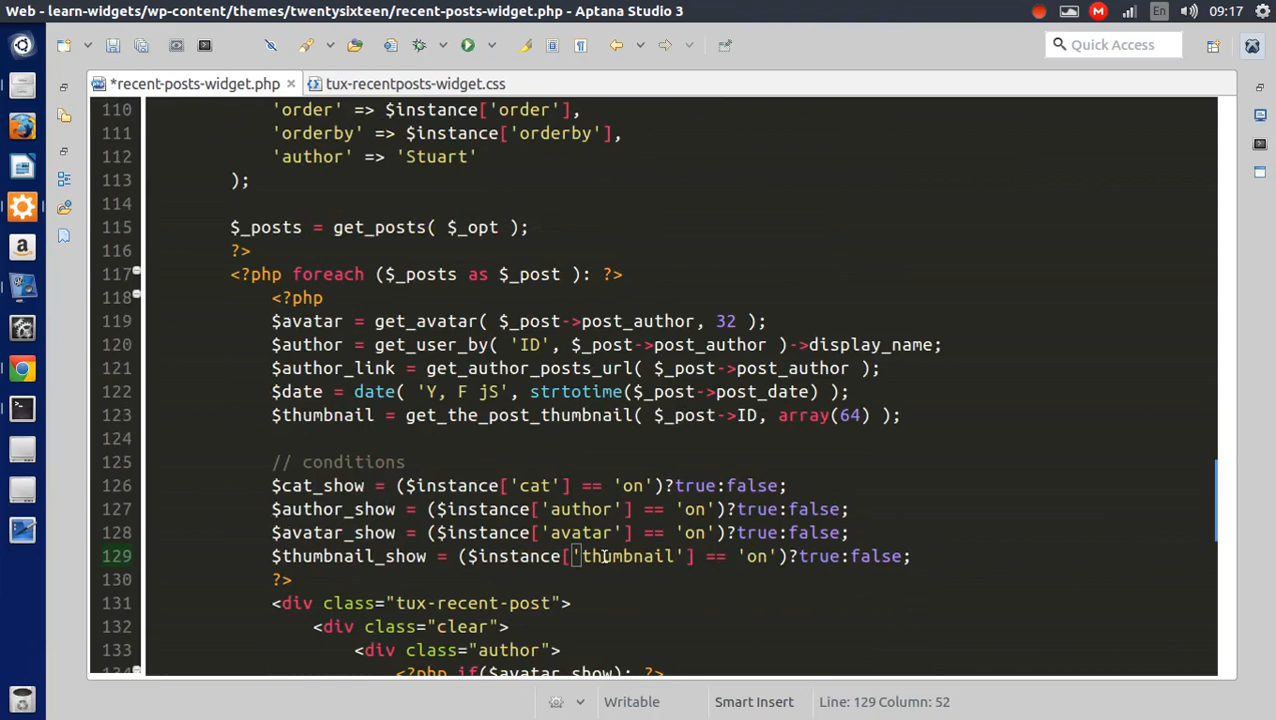 Web - learn-widgets/wp-content/themes/twentysixteen/recent-posts-widget.php - Aptana Studio 3
M En 09:17
Quick Access
*recent-posts-widget.php tux-recentposts-widget.css
110 'order' => $instance['order'],
111 'orderby' => $instance['orderby'],
112 'author' => 'Stuart'
113 );
114
115 $_posts = get_posts( $_opt );
116 ?>
117 <?php foreach ($_posts as $_post ): ?>
118 <?php
119 $avatar = get_avatar( $_post->post_author, 32 );
120 $author = get_user_by( 'ID', $_post->post_author )->display_name;
121 $author_link = get_author_posts_url( $_post->post_author );
122 $date = date( 'Y, F jS', strtotime($_post->post_date) );
123 $thumbnail = get_the_post_thumbnail( $_post->ID, array(64) );
124
125 // conditions
126 $cat_show = ($instance['cat'] == 'on')?true:false;
127 $author_show = ($instance['author'] == 'on')?true:false;
128 $avatar_show = ($instance['avatar'] == 'on')?true:false;
129 $thumbnail_show = ($instance['thumbnail'] == 'on')?true:false;
130 ?>
131 <div class="tux-recent-post">
132 <div class="clear">
133 <div class="author">
134 <?php if($avatar_show): ?>
Writable Smart Insert Line: 129 Column: 52